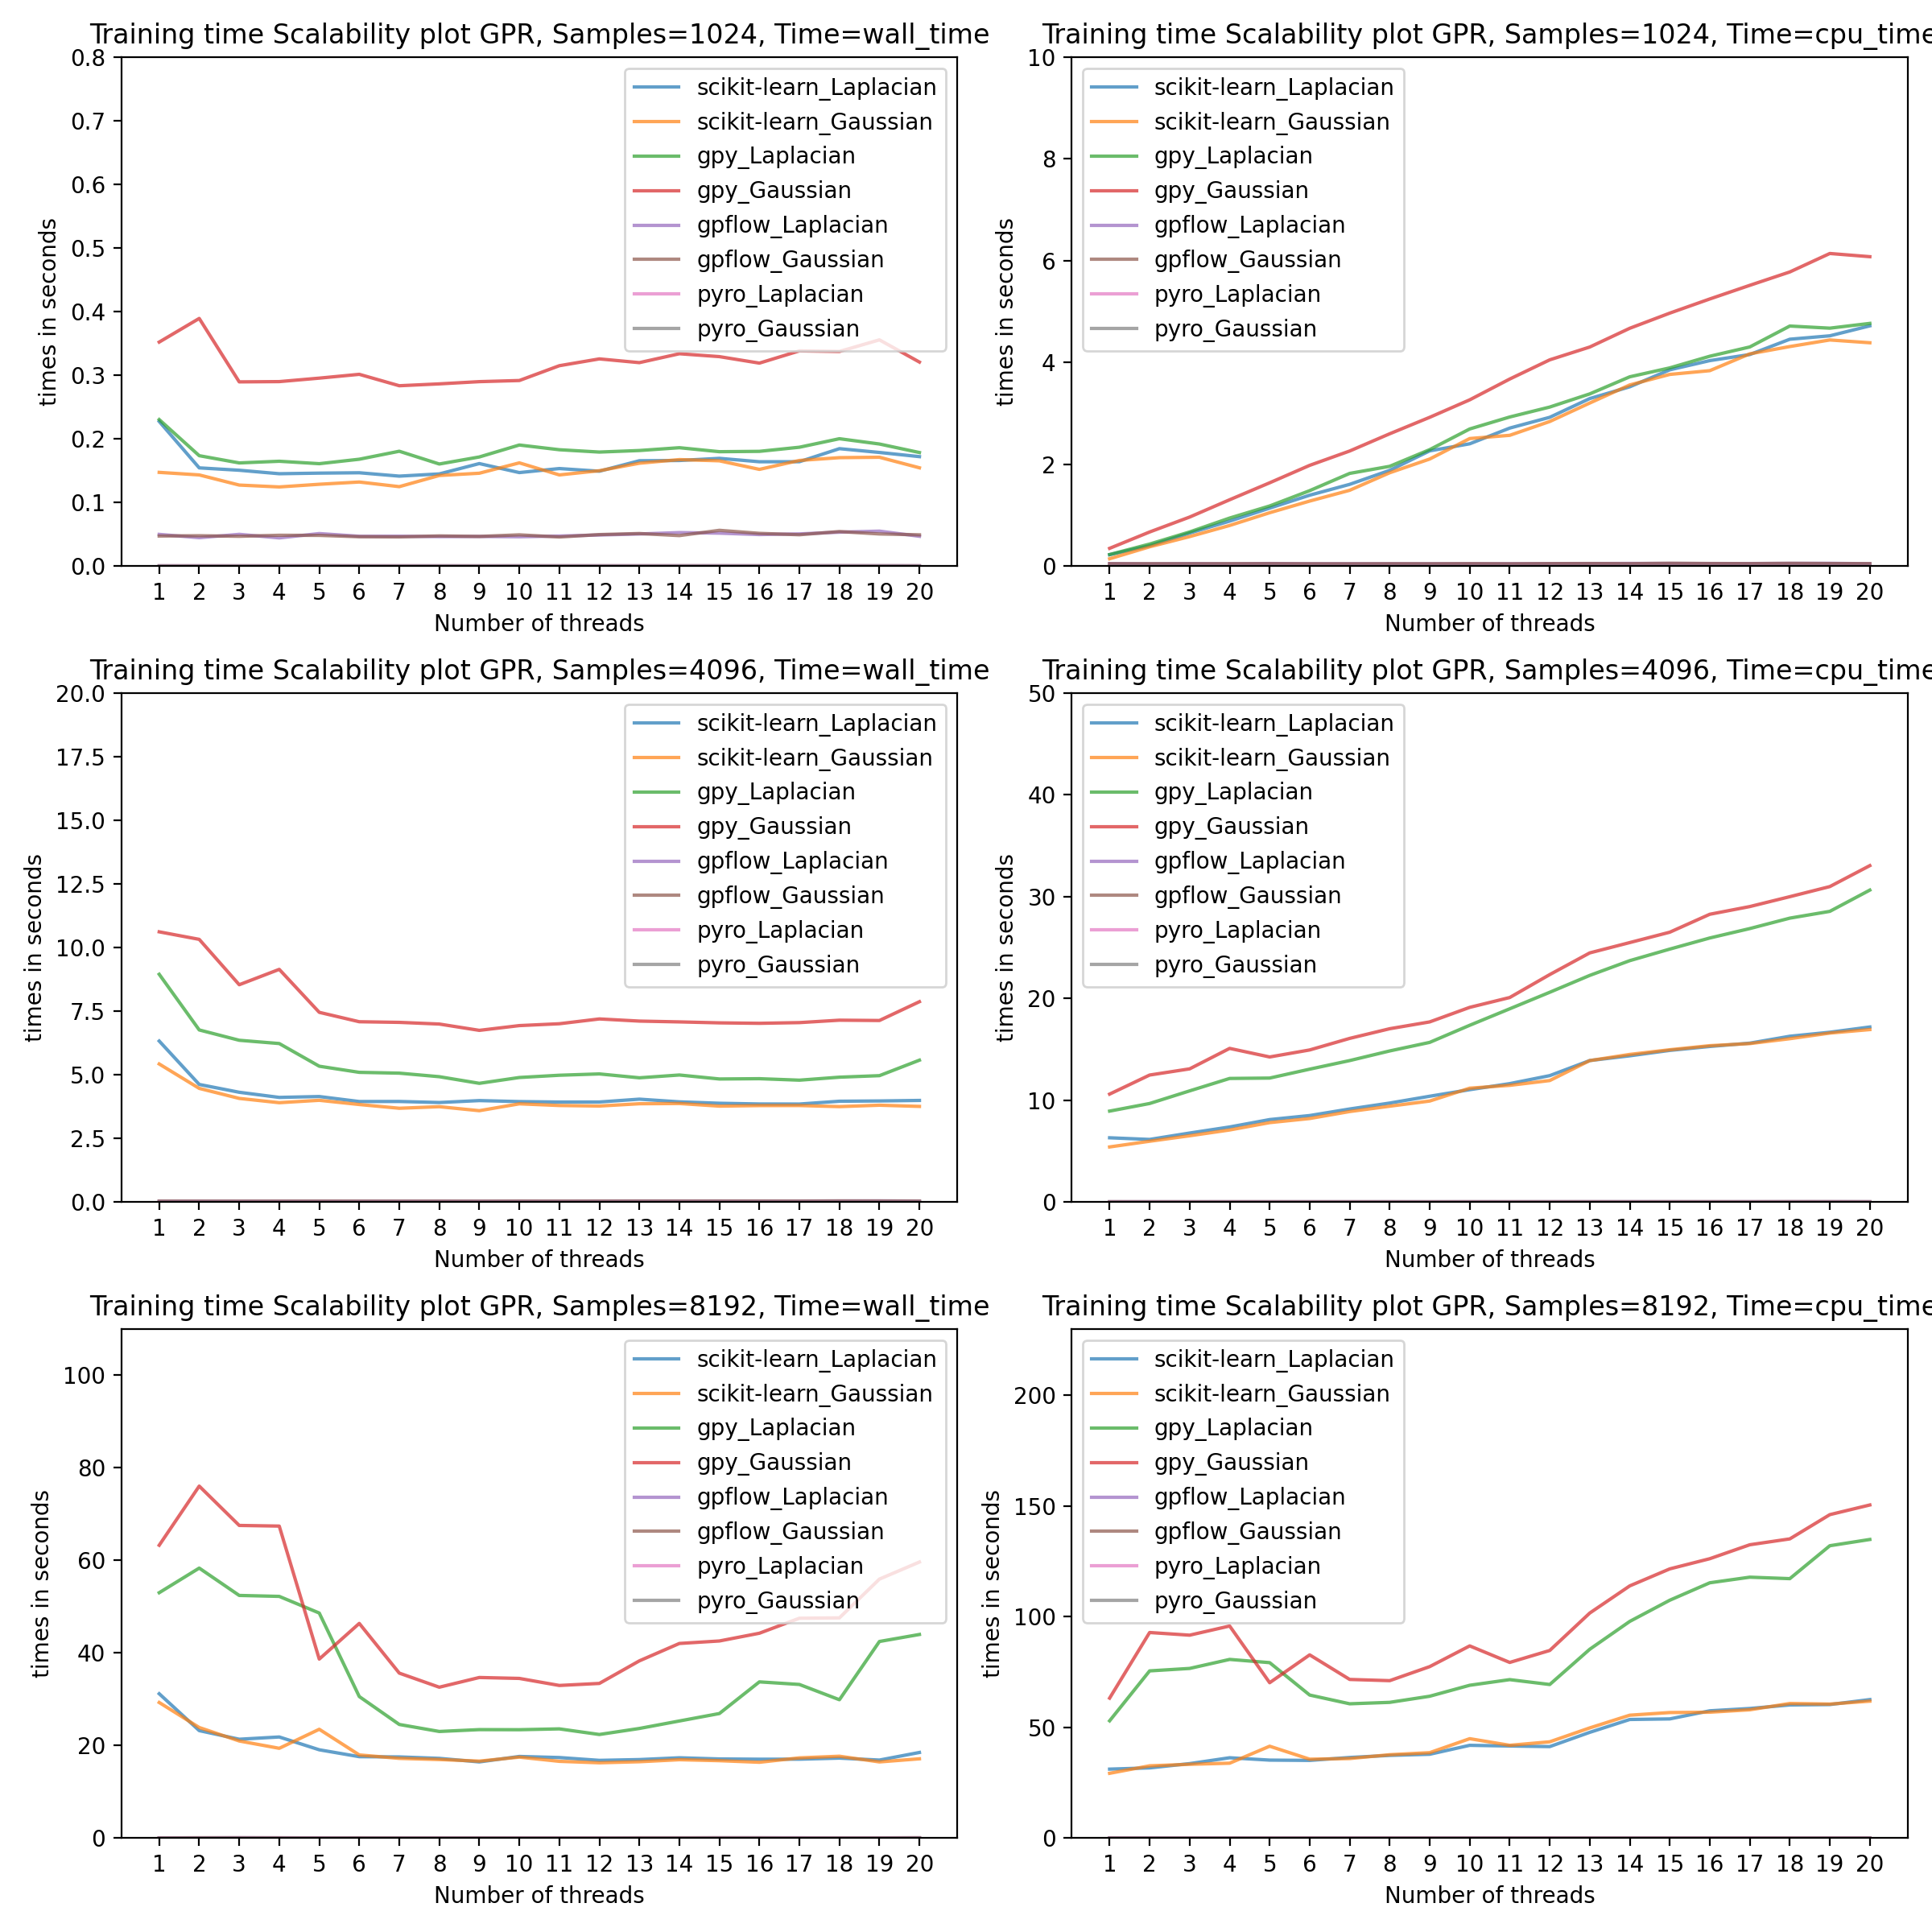 Training time Scalability plot GPR, Samples=1024, Time=wall_time
0.8
0.7
0.6
0.5
0.4
0.3
0.2
0.1
0.0
times in seconds
scikit-learn_Laplacian
scikit-learn_Gaussian
gpy_Laplacian
gpy_Gaussian
gpflow_Laplacian
gpflow_Gaussian
pyro_Laplacian
pyro_Gaussian
1 2 3 4 5 6 7 8 9 10 11 12 13 14 15 16 17 18 19 20
Number of threads
Training time Scalability plot GPR, Samples=1024, Time=cpu_time
10
8
6
4
2
0
times in seconds
scikit-learn_Laplacian
scikit-learn_Gaussian
gpy_Laplacian
gpy_Gaussian
gpflow_Laplacian
gpflow_Gaussian
pyro_Laplacian
pyro_Gaussian
1 2 3 4 5 6 7 8 9 10 11 12 13 14 15 16 17 18 19 20
Number of threads
Training time Scalability plot GPR, Samples=4096, Time=wall_time
20.0
17.5
15.0
12.5
10.0
7.5
5.0
2.5
0.0
times in seconds
scikit-learn_Laplacian
scikit-learn_Gaussian
gpy_Laplacian
gpy_Gaussian
gpflow_Laplacian
gpflow_Gaussian
pyro_Laplacian
pyro_Gaussian
1 2 3 4 5 6 7 8 9 10 11 12 13 14 15 16 17 18 19 20
Number of threads
Training time Scalability plot GPR, Samples=4096, Time=cpu_time
50
40
30
20
10
0
times in seconds
scikit-learn_Laplacian
scikit-learn_Gaussian
gpy_Laplacian
gpy_Gaussian
gpflow_Laplacian
gpflow_Gaussian
pyro_Laplacian
pyro_Gaussian
1 2 3 4 5 6 7 8 9 10 11 12 13 14 15 16 17 18 19 20
Number of threads
Training time Scalability plot GPR, Samples=8192, Time=wall_time
100
80
60
40
20
0
times in seconds
scikit-learn_Laplacian
scikit-learn_Gaussian
gpy_Laplacian
gpy_Gaussian
gpflow_Laplacian
gpflow_Gaussian
pyro_Laplacian
pyro_Gaussian
1 2 3 4 5 6 7 8 9 10 11 12 13 14 15 16 17 18 19 20
Number of threads
Training time Scalability plot GPR, Samples=8192, Time=cpu_time
200
150
100
50
0
times in seconds
scikit-learn_Laplacian
scikit-learn_Gaussian
gpy_Laplacian
gpy_Gaussian
gpflow_Laplacian
gpflow_Gaussian
pyro_Laplacian
pyro_Gaussian
1 2 3 4 5 6 7 8 9 10 11 12 13 14 15 16 17 18 19 20
Number of threads